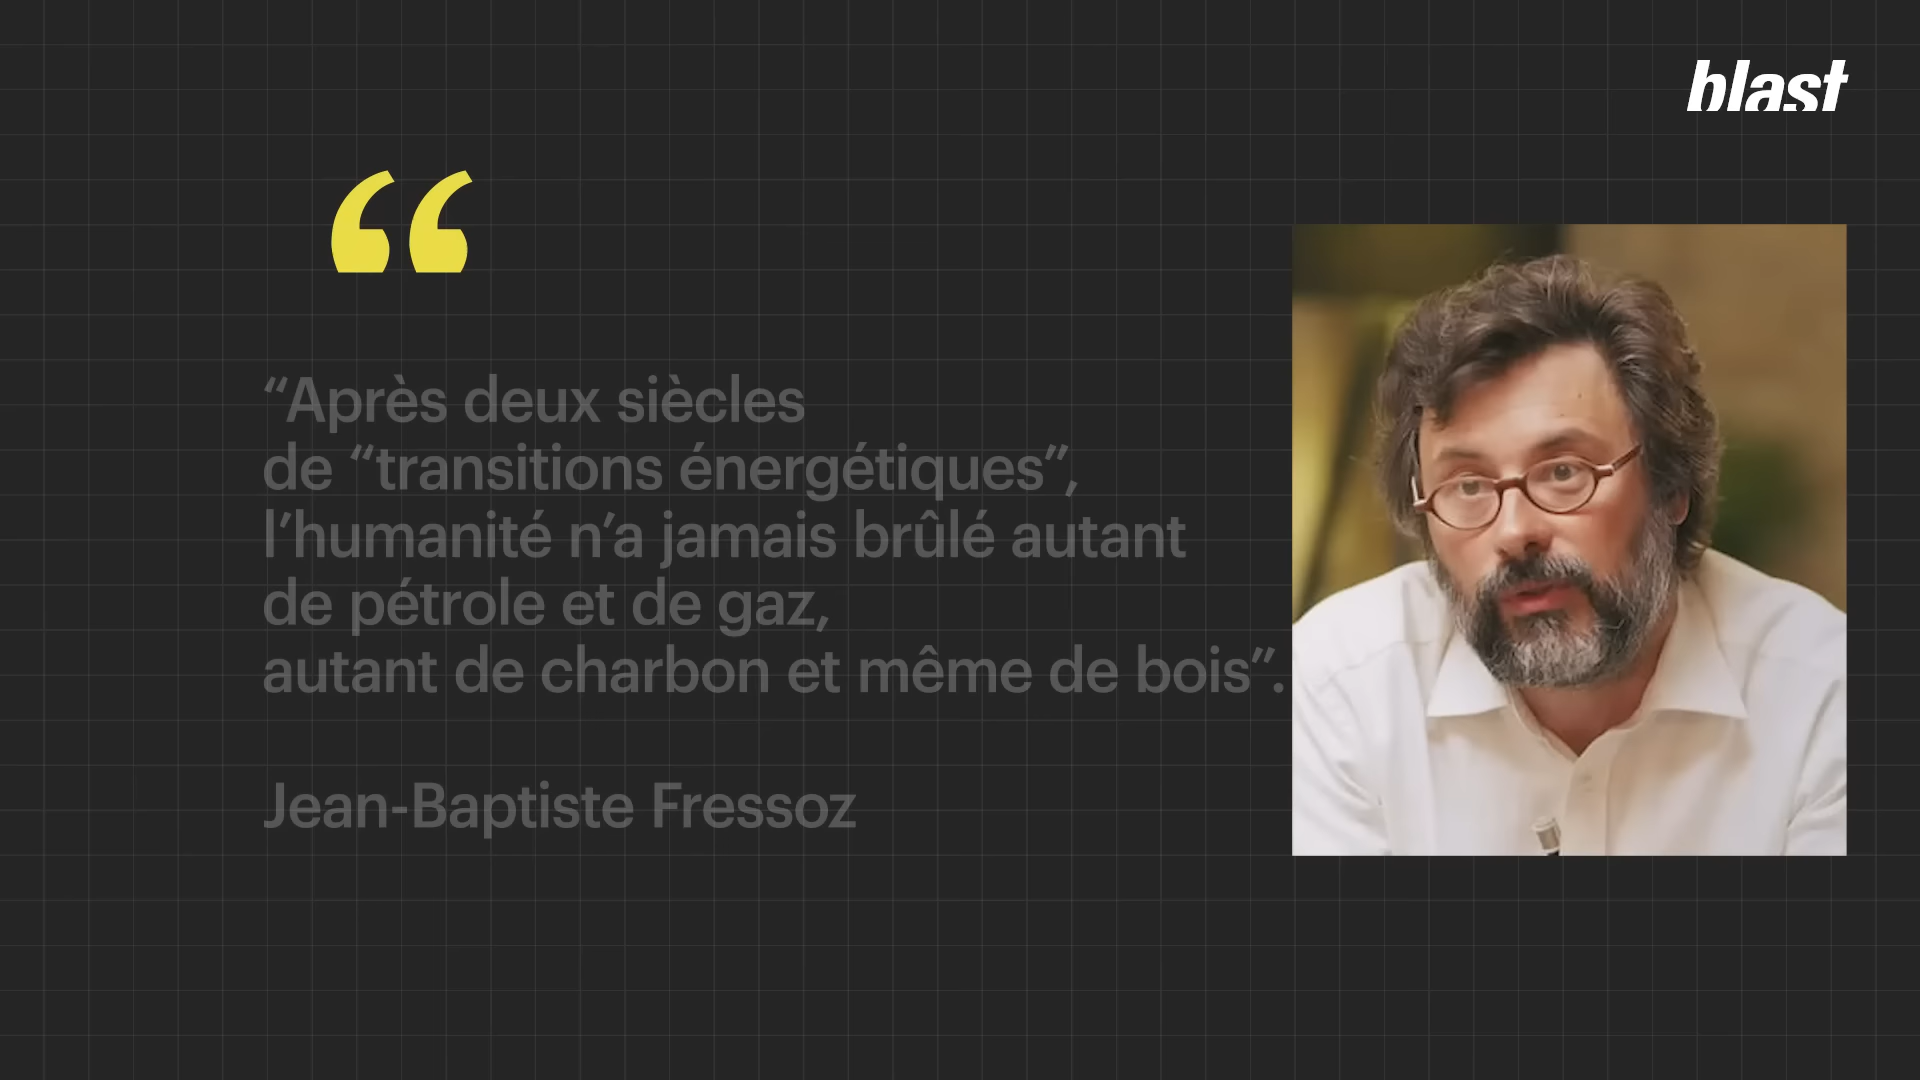 blast
“Après deux siècles
de “transitions énergétiques”,
l’humanité n’a jamais brûlé autant
de pétrole et de gaz,
autant de charbon et même de bois”.
Jean-Baptiste Fressoz